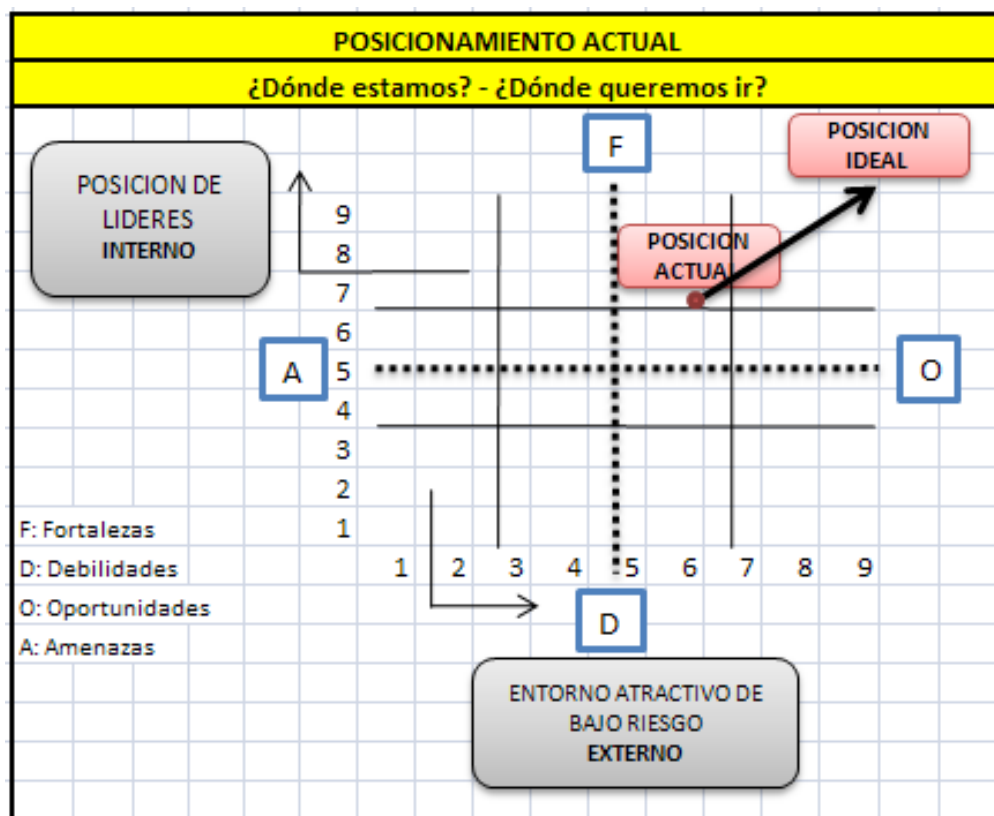 POSICIONAMIENTO ACTUAL
¿Dónde estamos? - ¿Dónde queremos ir?
F
POSICION
IDEAL
POSICION DE
LIDERES
INTERNO
9
POSICION
ACTUAL
8
7
6
A
5
O
4
3
2
1
F: Fortalezas
D: Debilidades
1 2 3 4 5 6 7 8 9
O: Oportunidades
D
A: Amenazas
ENTORNO ATRACTIVO DE
BAJO RIESGO
EXTERNO